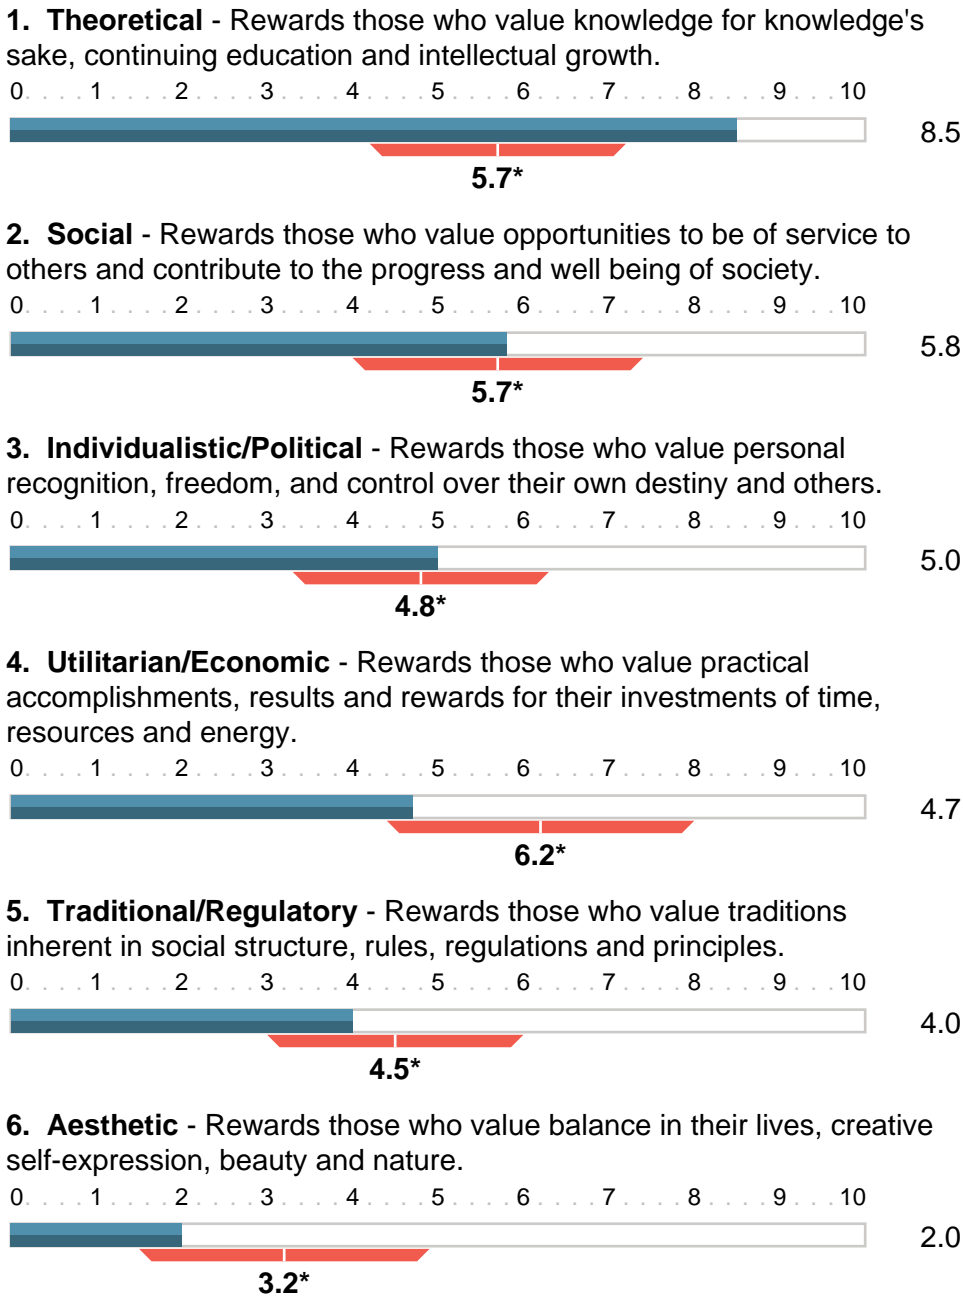 1. Theoretical - Rewards those who value knowledge for knowledge's
sake, continuing education and intellectual growth.
0. . . . 1 . . . . 2 . . . . 3 . . . . 4 . . . . 5 . . . . 6 . . . . 7 . . . . 8 . . . . 9 . . . 10
8.5
5.7*
2. Social - Rewards those who value opportunities to be of service to
others and contribute to the progress and well being of society.
0. . . . 1 . . . . 2 . . . . 3 . . . . 4 . . . . 5 . . . . 6 . . . . 7 . . . . 8 . . . . 9 . . . 10
5.8
5.7*
3. Individualistic/Political - Rewards those who value personal
recognition, freedom, and control over their own destiny and others.
0. . . . 1 . . . . 2 . . . . 3 . . . . 4 . . . . 5 . . . . 6 . . . . 7 . . . . 8 . . . . 9 . . . 10
5.0
4.8*
4. Utilitarian/Economic - Rewards those who value practical
accomplishments, results and rewards for their investments of time,
resources and energy.
0. . . . 1 . . . . 2 . . . . 3 . . . . 4 . . . . 5 . . . . 6 . . . . 7 . . . . 8 . . . . 9 . . . 10
4.7
6.2*
5. Traditional/Regulatory - Rewards those who value traditions
inherent in social structure, rules, regulations and principles.
0. . . . 1 . . . . 2 . . . . 3 . . . . 4 . . . . 5 . . . . 6 . . . . 7 . . . . 8 . . . . 9 . . . 10
4.0
4.5*
6. Aesthetic - Rewards those who value balance in their lives, creative
self-expression, beauty and nature.
0. . . . 1 . . . . 2 . . . . 3 . . . . 4 . . . . 5 . . . . 6 . . . . 7 . . . . 8 . . . . 9 . . . 10
2.0
3.2*